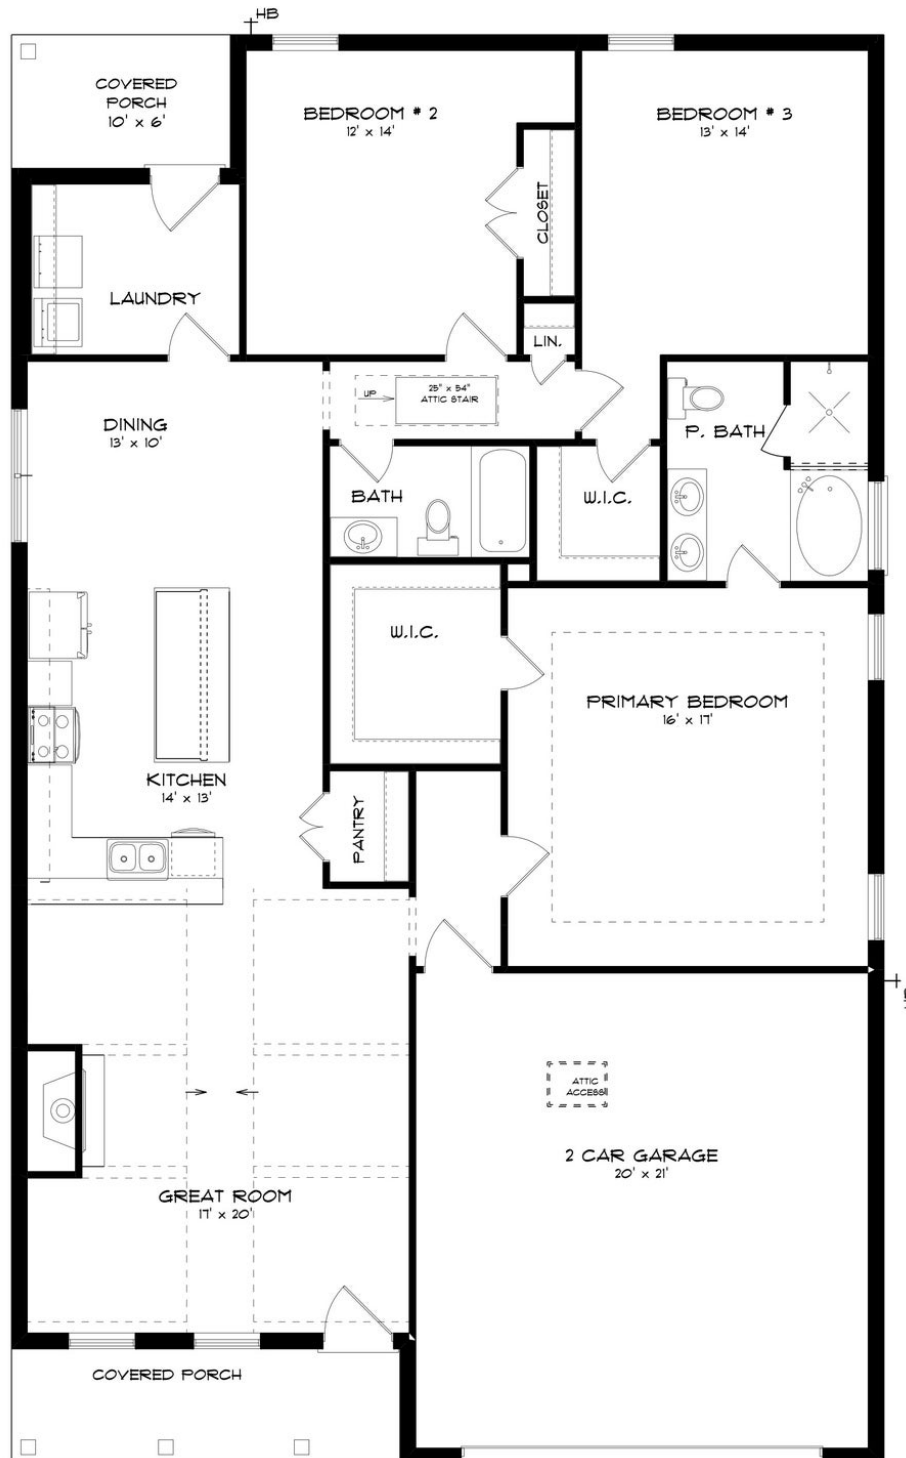 HB
COVERED
PORCH
10' x 6'
BEDROOM # 2
12' x 14'
BEDROOM # 3
13' x 14'
CLOSET
LAUNDRY
LIN.
UP
25" x 54"
ATTIC STAIR
DINING
13' x 10'
P. BATH
BATH
W.I.C.
W.I.C.
PRIMARY BEDROOM
16' x 17'
KITCHEN
14' x 13'
PANTRY
ATTIC
ACCESS
2 CAR GARAGE
20' x 21'
GREAT ROOM
17' x 20'
COVERED PORCH